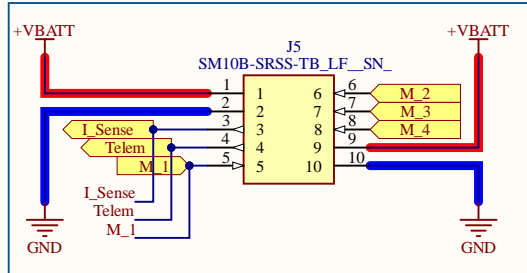 +VBATT
+VBATT
J5
SM10B-SRSS-TB_LF__SN_
1 1 6 6 M_2
2 2 7 7 M_3
I_Sense 3 3 8 8 M_4
Telem 4 4 9 9
M_1 5 5 10 10
I_Sense
Telem
M_1
GND
GND